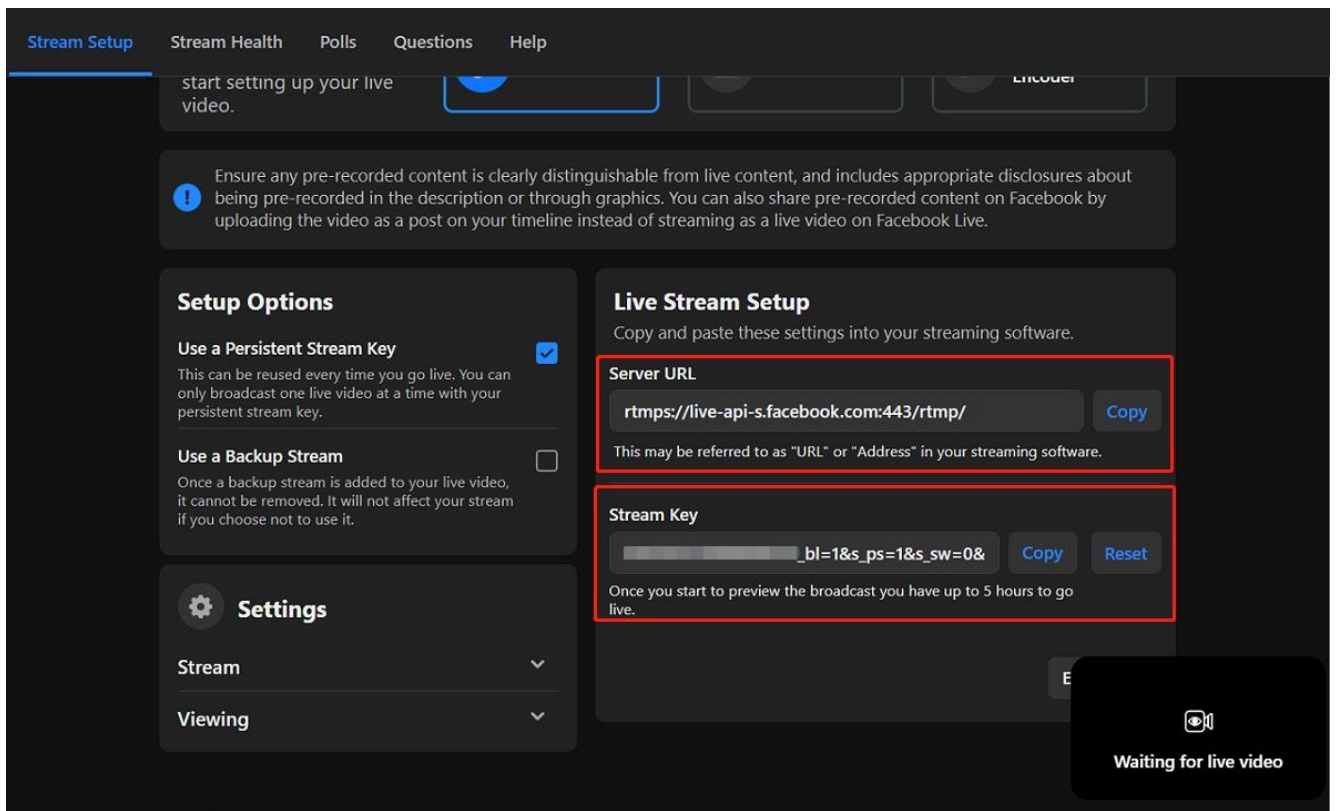 Stream Setup Stream Health Polls Questions Help
start setting up your live
video.
Encoder
Ensure any pre-recorded content is clearly distinguishable from live content, and includes appropriate disclosures about
being pre-recorded in the description or through graphics. You can also share pre-recorded content on Facebook by
uploading the video as a post on your timeline instead of streaming as a live video on Facebook Live.
Setup Options
Use a Persistent Stream Key
This can be reused every time you go live. You can
only broadcast one live video at a time with your
persistent stream key.
Use a Backup Stream
Once a backup stream is added to your live video,
it cannot be removed. It will not affect your stream
if you choose not to use it.
Settings
Stream
Viewing
Live Stream Setup
Copy and paste these settings into your streaming software.
Server URL
rtmps://live-api-s.facebook.com:443/rtmp/ Copy
This may be referred to as "URL" or "Address" in your streaming software.
Stream Key
_bl=1&s_ps=1&s_sw=0& Copy Reset
Once you start to preview the broadcast you have up to 5 hours to go
live.
Waiting for live video